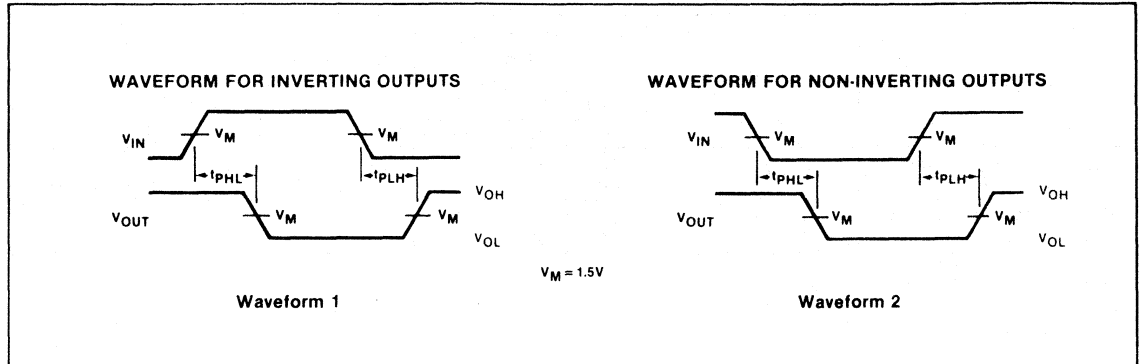 WAVEFORM FOR INVERTING OUTPUTS
VIN
VM
VM
tPHL
tPLH
VOH
VOUT
VM
VM
VOL
Waveform 1
VM = 1.5V
WAVEFORM FOR NON-INVERTING OUTPUTS
VIN
VM
VM
tPHL
tPLH
VOH
VOUT
VM
VM
VOL
Waveform 2